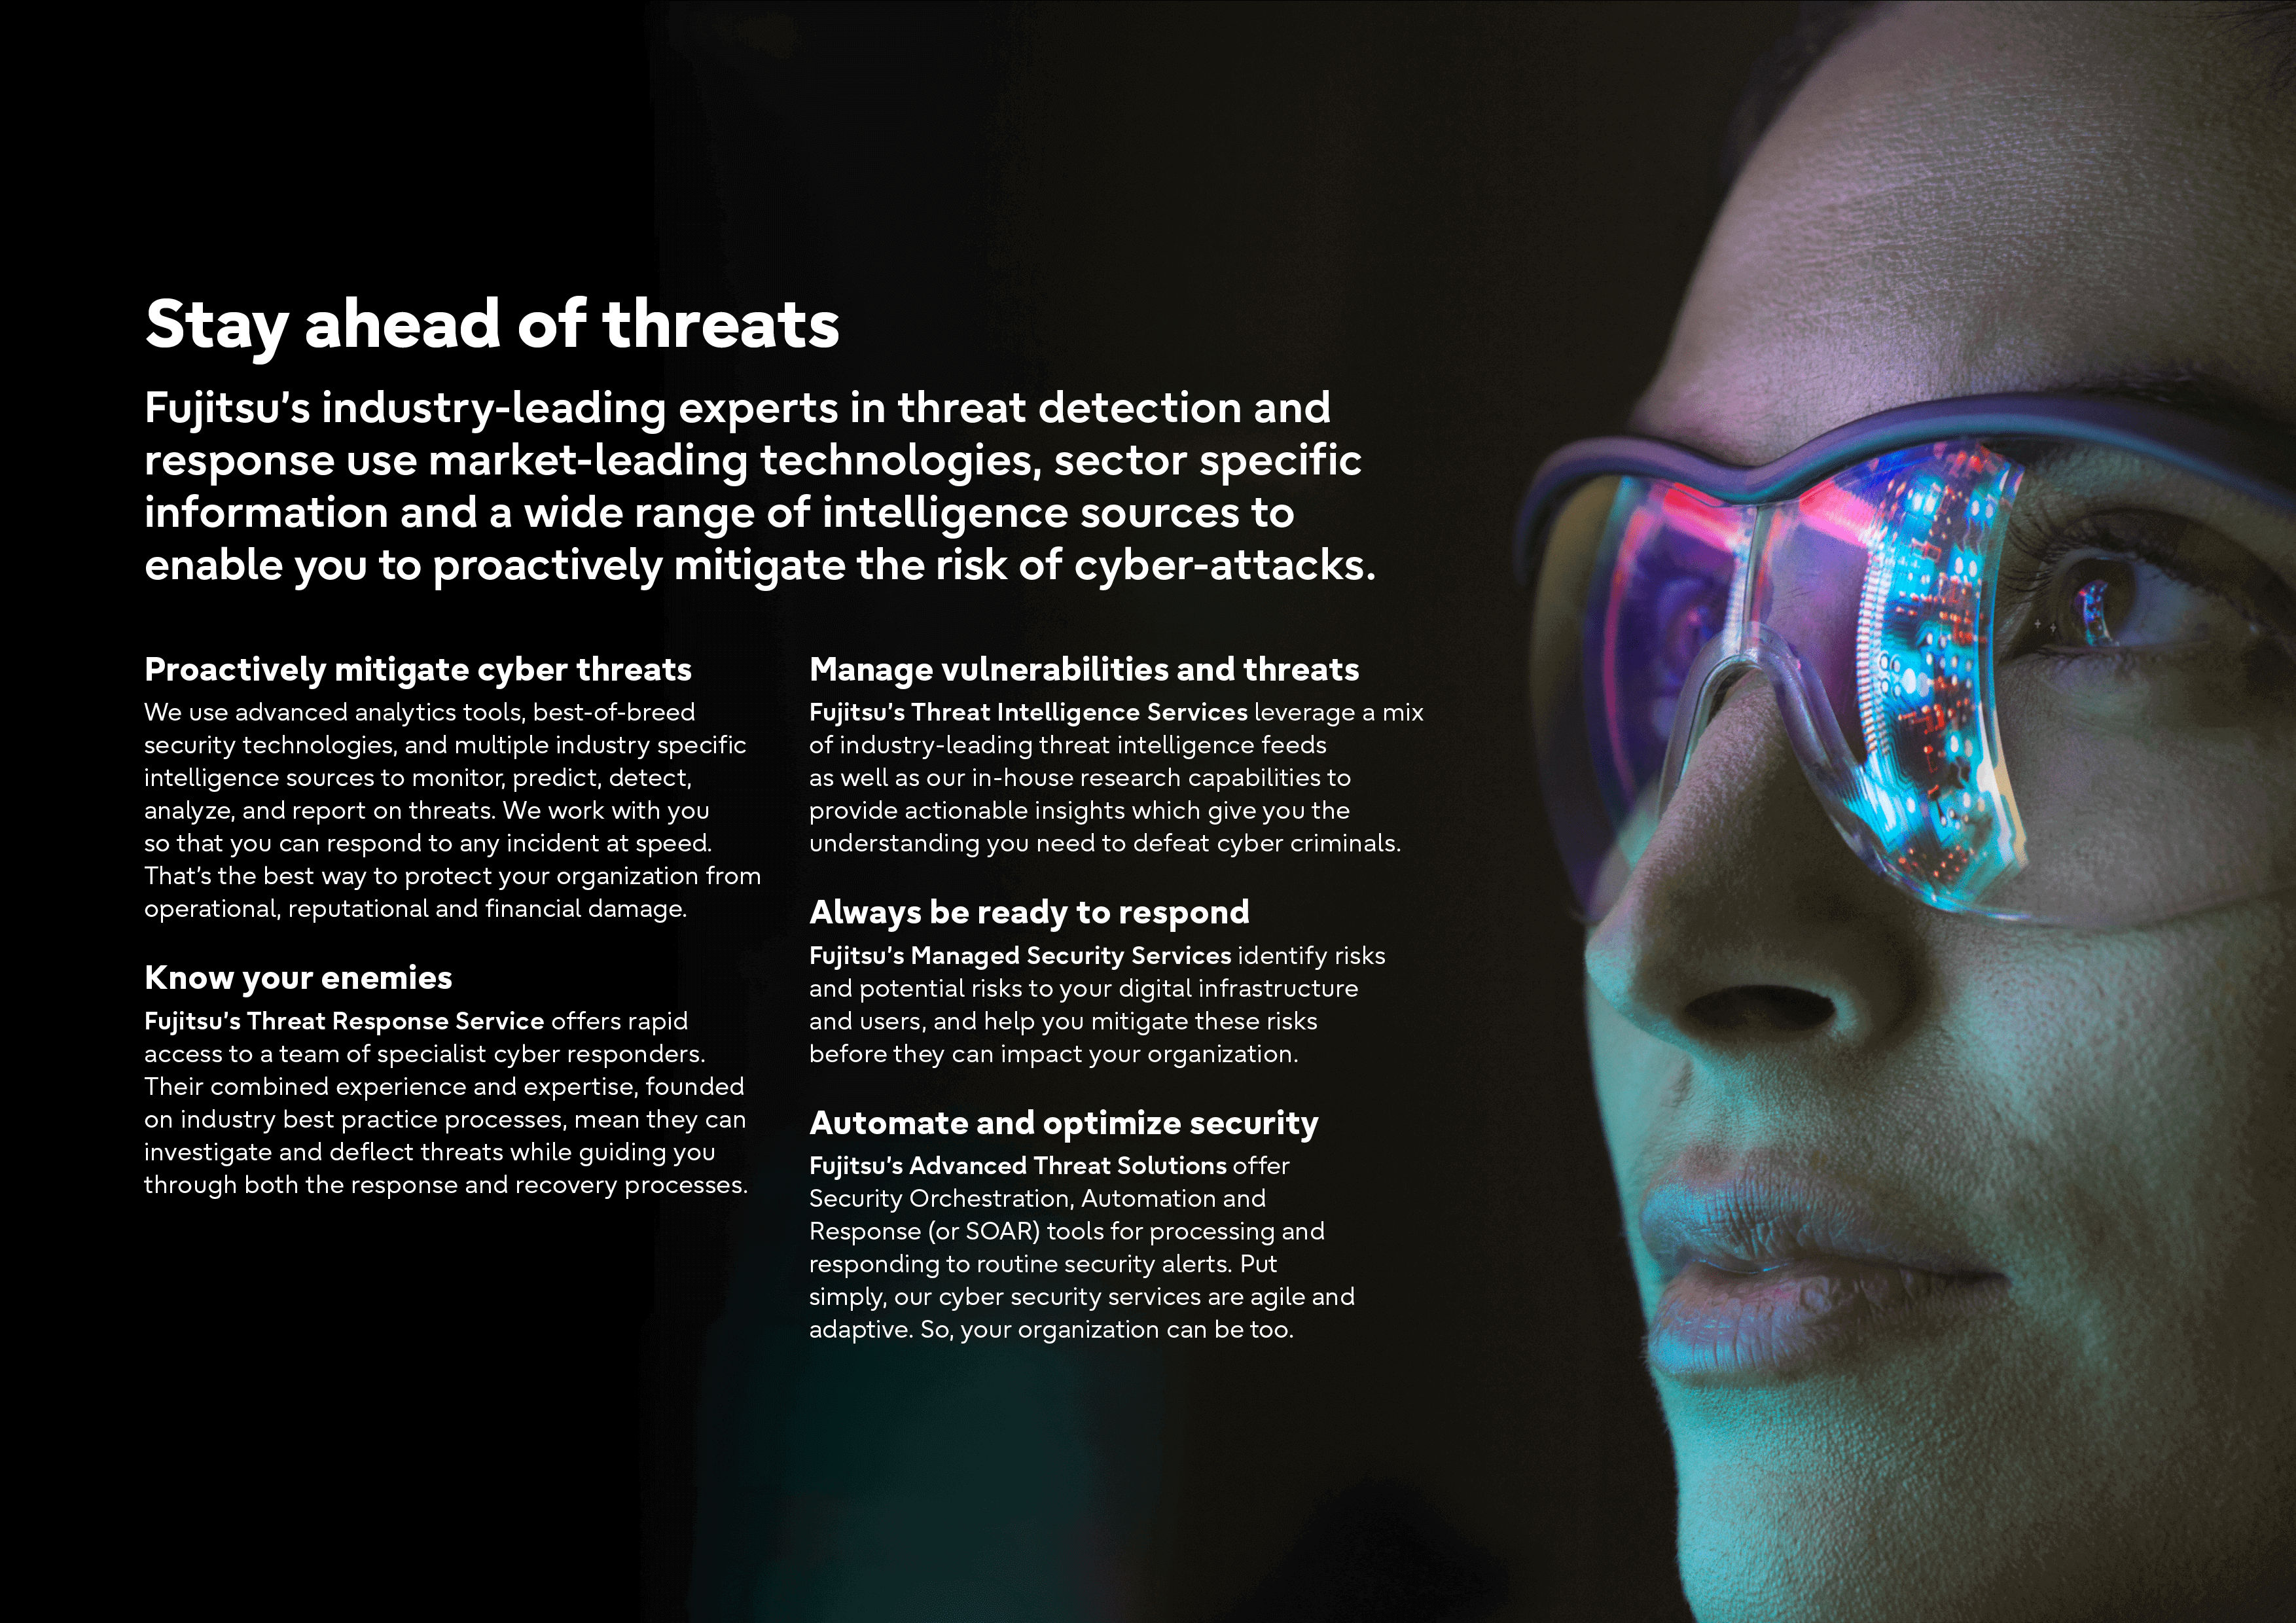 Stay ahead of threats
Fujitsu’s industry-leading experts in threat detection and
response use market-leading technologies, sector specific
information and a wide range of intelligence sources to
enable you to proactively mitigate the risk of cyber-attacks.
Proactively mitigate cyber threats
We use advanced analytics tools, best-of-breed
security technologies, and multiple industry specific
intelligence sources to monitor, predict, detect,
analyze, and report on threats. We work with you
so that you can respond to any incident at speed.
That’s the best way to protect your organization from
operational, reputational and financial damage.
Know your enemies
Fujitsu’s Threat Response Service offers rapid
access to a team of specialist cyber responders.
Their combined experience and expertise, founded
on industry best practice processes, mean they can
investigate and deflect threats while guiding you
through both the response and recovery processes.
Manage vulnerabilities and threats
Fujitsu’s Threat Intelligence Services leverage a mix
of industry-leading threat intelligence feeds
as well as our in-house research capabilities to
provide actionable insights which give you the
understanding you need to defeat cyber criminals.
Always be ready to respond
Fujitsu’s Managed Security Services identify risks
and potential risks to your digital infrastructure
and users, and help you mitigate these risks
before they can impact your organization.
Automate and optimize security
Fujitsu’s Advanced Threat Solutions offer
Security Orchestration, Automation and
Response (or SOAR) tools for processing and
responding to routine security alerts. Put
simply, our cyber security services are agile and
adaptive. So, your organization can be too.